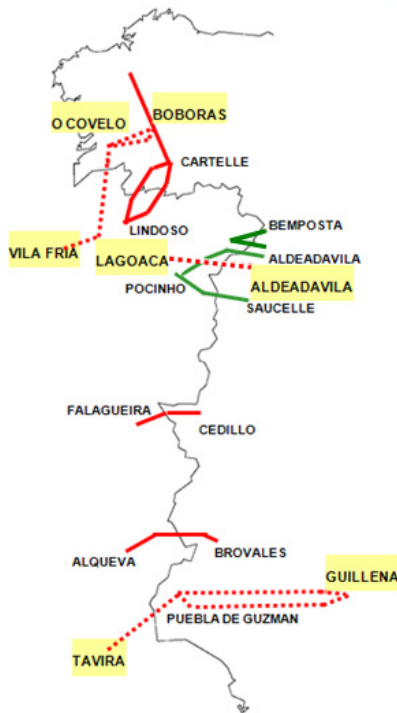 BOBORAS
O COVELO
CARTELLE
LINDOSO
BEMPOSTA
VILA FRIA
LAGOACA
ALDEADAVILA
POCINHO
ALDEADAVILA
SAUCELLE
FALAGUEIRA
CEDILLO
ALQUEVA
BROVALES
GUILLENA
PUEBLA DE GUZMAN
TAVIRA